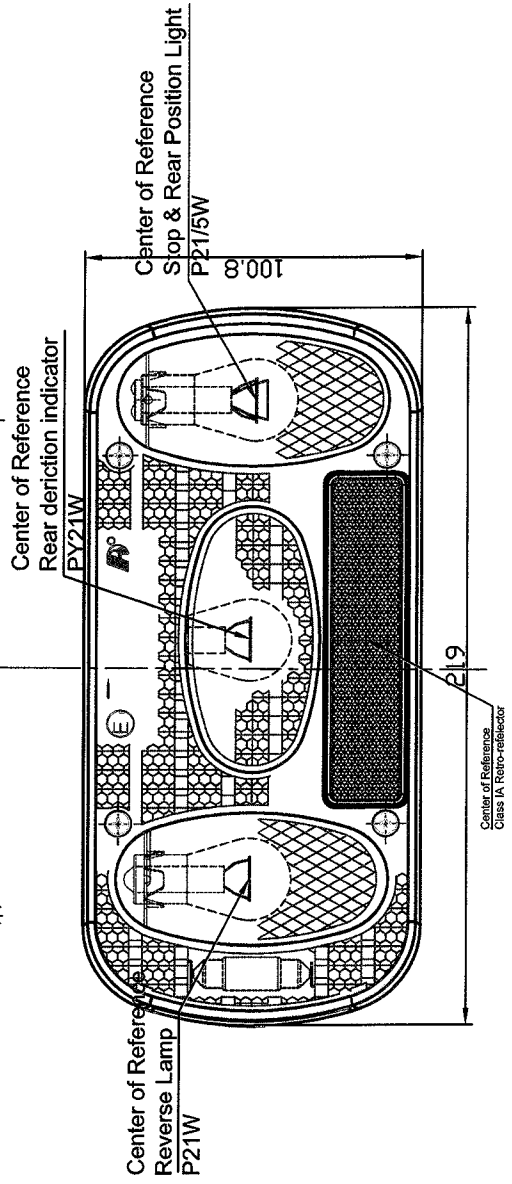 Center of Reference
Rear deriction indicator
PY21W
Center of Reference
Stop & Rear Position Light
P21/5W
100.8
E
Center of Reference
Reverse Lamp
P21W
219
Center of Reference
Class IA Retro-refelector